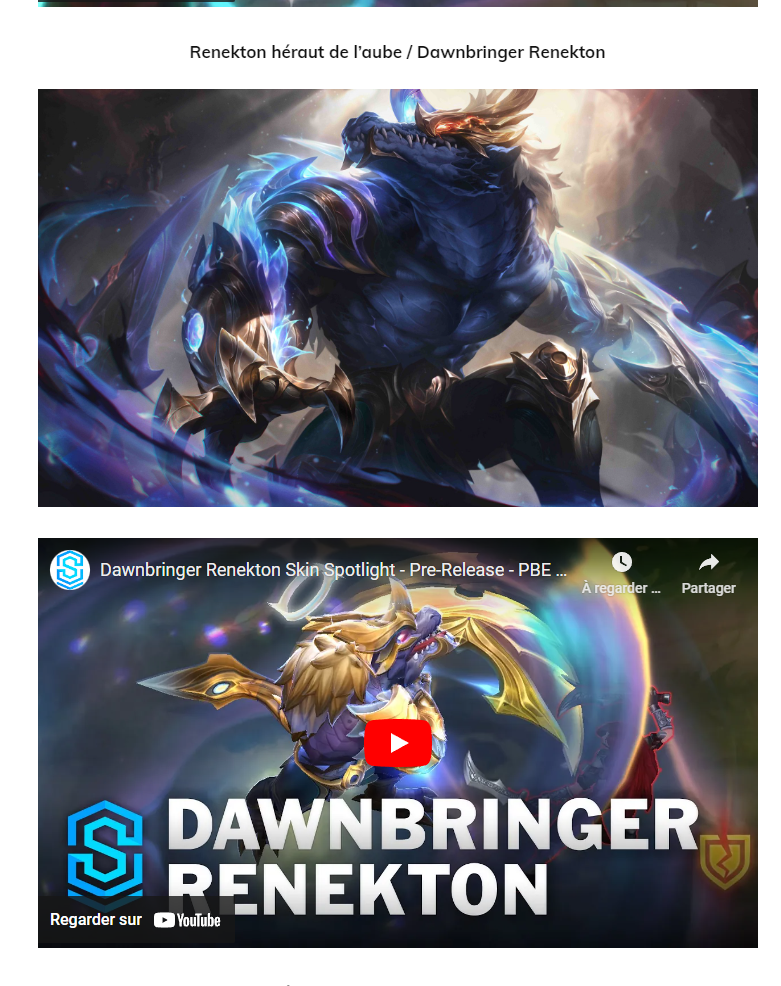 Renekton héraut de l’aube / Dawnbringer Renekton
Dawnbringer Renekton Skin Spotlight - Pre-Release - PBE ...
À regarder ...
Partager
DAWNBRINGER
RENEKTON
Regarder sur YouTube